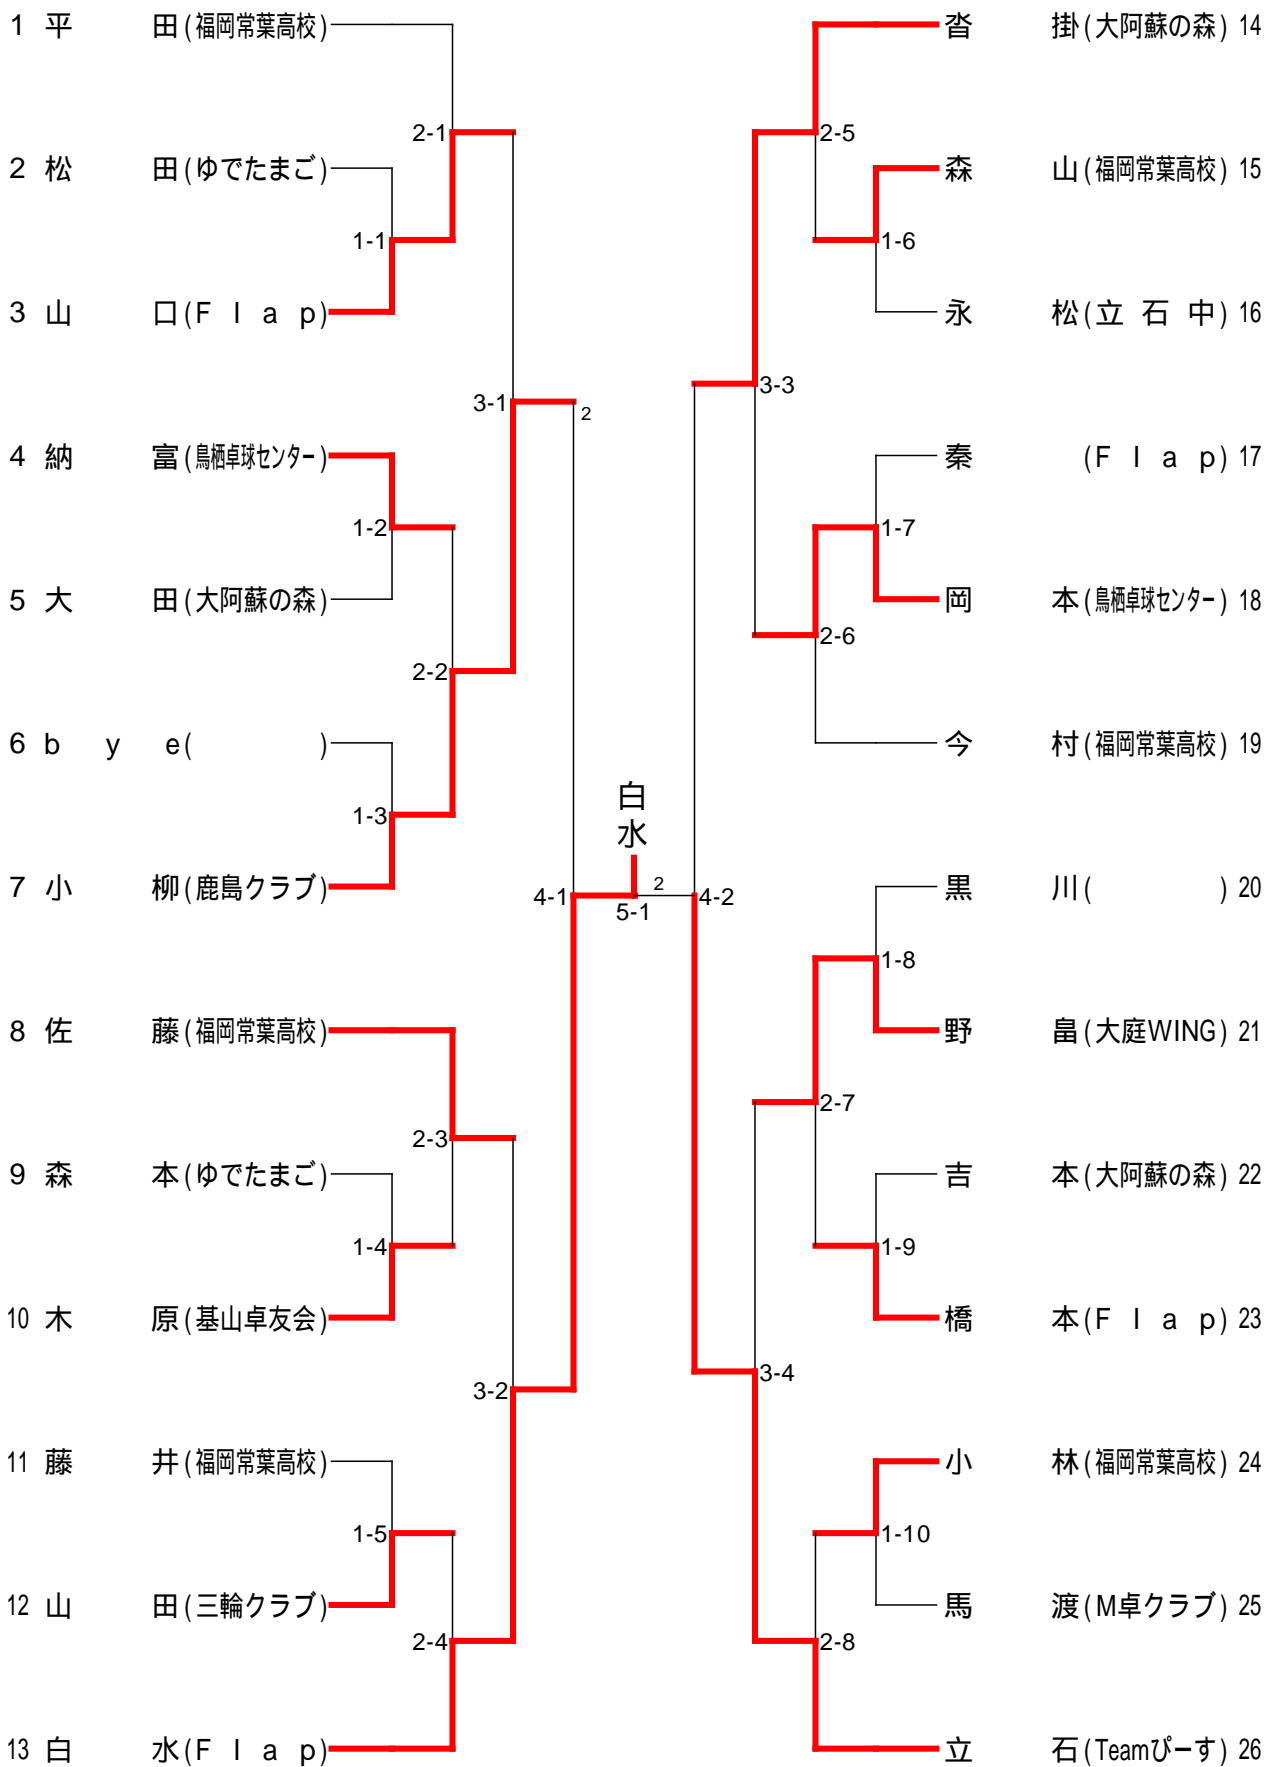 1 平 田(福岡常葉高校)
2-1
2 松 田(ゆでたまご)
1-1
3 山 口(Flap)
3-1
2
4 納 富(鳥栖卓球センター)
1-2
5 大 田(大阿蘇の森)
2-2
6 bye( )
1-3
7 小 柳(鹿島クラブ)
4-1
8 佐 藤(福岡常葉高校)
2-3
9 森 本(ゆでたまご)
1-4
10 木 原(基山卓友会)
3-2
11 藤 井(福岡常葉高校)
1-5
12 山 田(三輪クラブ)
2-4
13 白 水(Flap)
白水
5-1
2
沓 掛(大阿蘇の森) 14
2-5
森 山(福岡常葉高校) 15
1-6
永 松(立石中) 16
3-3
秦 (Flap) 17
1-7
岡 本(鳥栖卓球センター) 18
2-6
今 村(福岡常葉高校) 19
4-2
黒 川( ) 20
1-8
野 畠(大庭WING) 21
2-7
吉 本(大阿蘇の森) 22
1-9
橋 本(Flap) 23
3-4
小 林(福岡常葉高校) 24
1-10
馬 渡(M卓クラブ) 25
2-8
立 石(Teamぴーす) 26